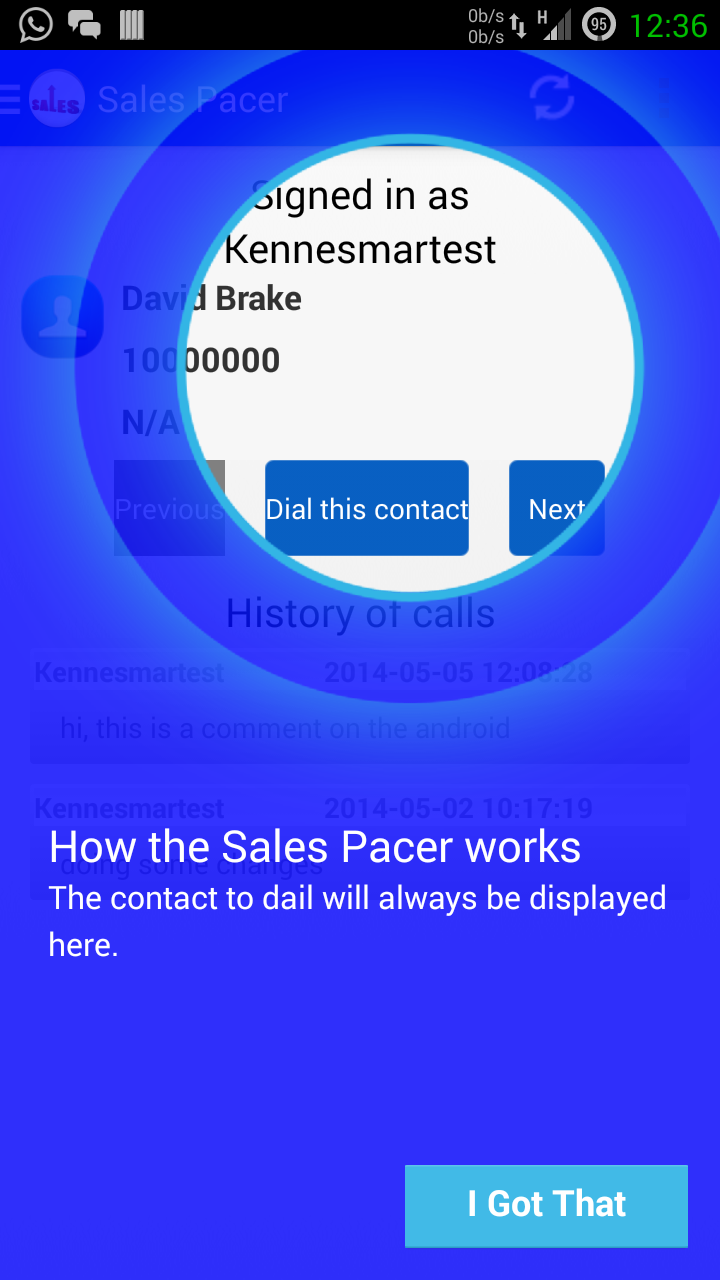 0b/s
0b/s
H
95
12:36
SALES
Sales Pacer
Signed in as
Kennesmartest
David Brake
10000000
N/A
Previous
Dial this contact
Next
History of calls
Kennesmartest 2014-05-05 12:08:28
hi, this is a comment on the android
Kennesmartest 2014-05-02 10:17:19
doing some changes
How the Sales Pacer works
The contact to dail will always be displayed
here.
I Got That